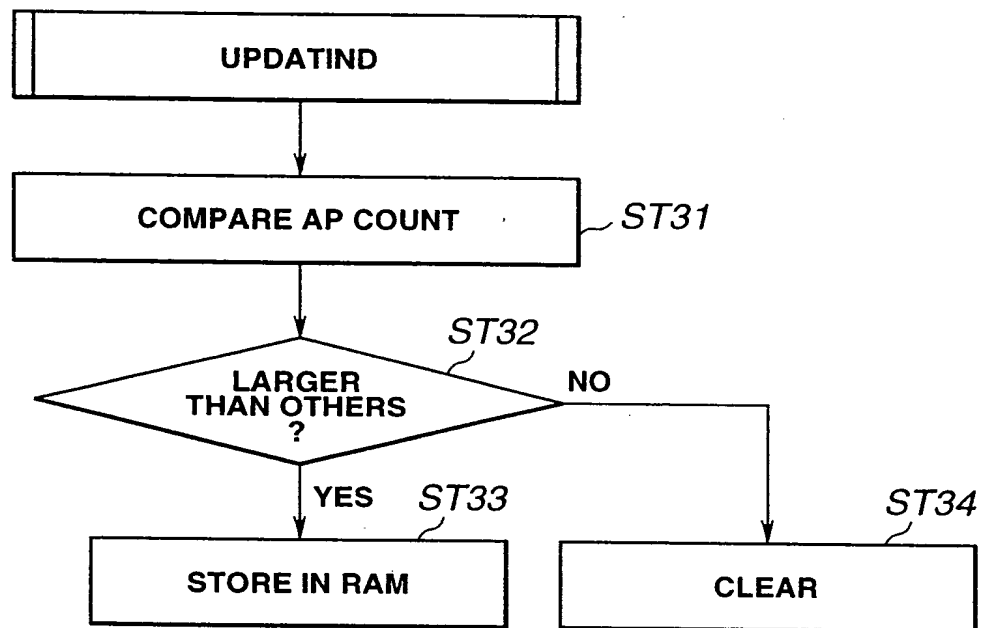 UPDATIND
COMPARE AP COUNT
ST31
ST32
LARGER
THAN OTHERS
?
NO
YES
ST33
ST34
STORE IN RAM
CLEAR